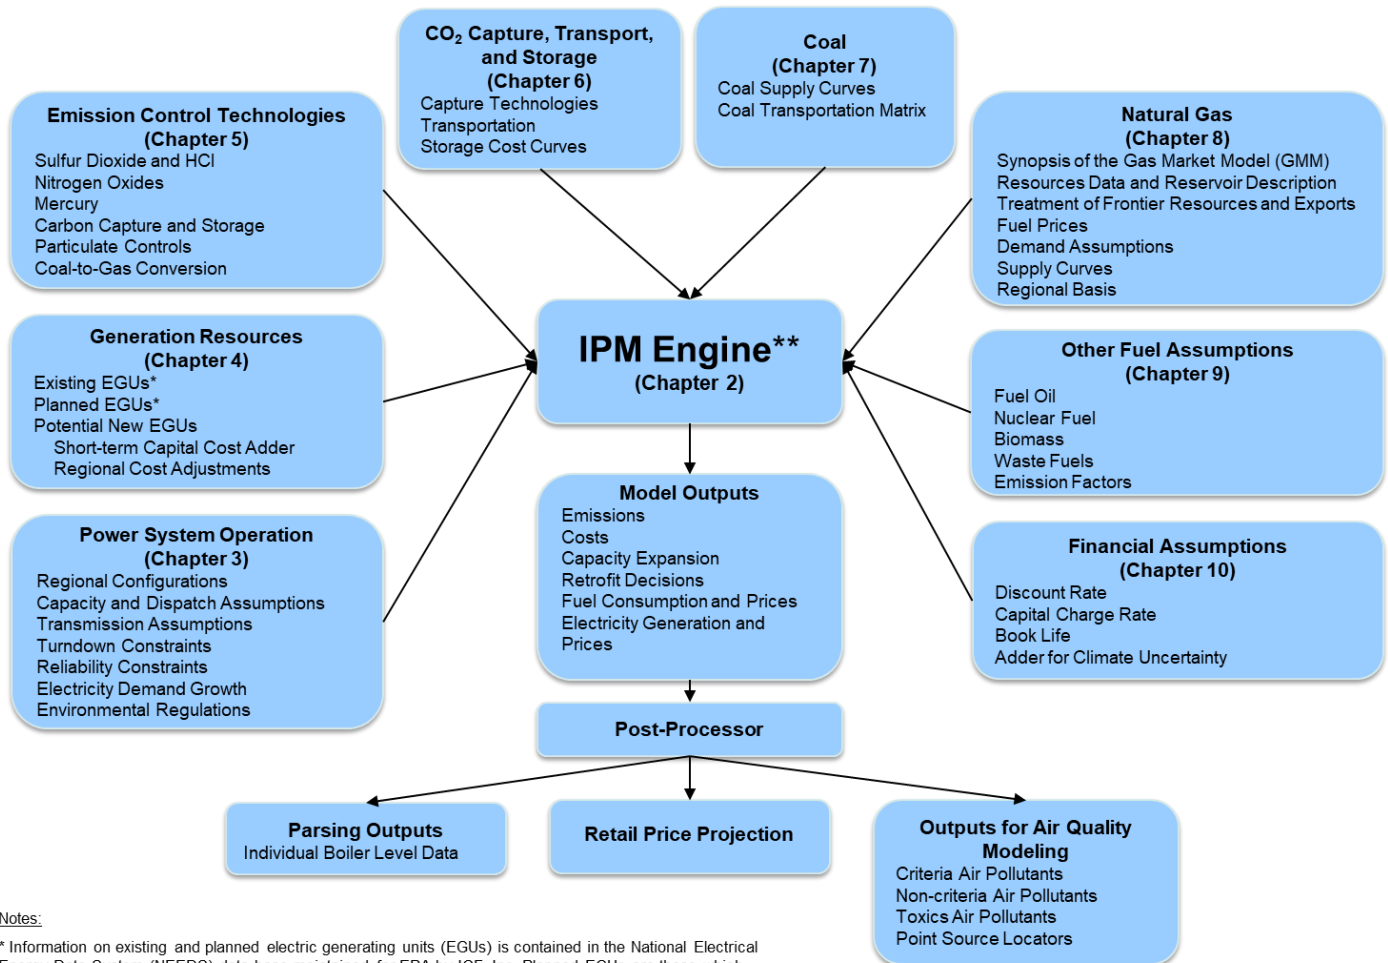 CO₂ Capture, Transport,
and Storage
(Chapter 6)
Capture Technologies
Transportation
Storage Cost Curves
Coal
(Chapter 7)
Coal Supply Curves
Coal Transportation Matrix
Emission Control Technologies
(Chapter 5)
Sulfur Dioxide and HCl
Nitrogen Oxides
Mercury
Carbon Capture and Storage
Particulate Controls
Coal-to-Gas Conversion
Natural Gas
(Chapter 8)
Synopsis of the Gas Market Model (GMM)
Resources Data and Reservoir Description
Treatment of Frontier Resources and Exports
Fuel Prices
Demand Assumptions
Supply Curves
Regional Basis
Generation Resources
(Chapter 4)
Existing EGUs*
Planned EGUs*
Potential New EGUs
Short-term Capital Cost Adder
Regional Cost Adjustments
IPM Engine**
(Chapter 2)
Other Fuel Assumptions
(Chapter 9)
Fuel Oil
Nuclear Fuel
Biomass
Waste Fuels
Emission Factors
Power System Operation
(Chapter 3)
Regional Configurations
Capacity and Dispatch Assumptions
Transmission Assumptions
Turndown Constraints
Reliability Constraints
Electricity Demand Growth
Environmental Regulations
Model Outputs
Emissions
Costs
Capacity Expansion
Retrofit Decisions
Fuel Consumption and Prices
Electricity Generation and
Prices
Financial Assumptions
(Chapter 10)
Discount Rate
Capital Charge Rate
Book Life
Adder for Climate Uncertainty
Post-Processor
Parsing Outputs
Individual Boiler Level Data
Retail Price Projection
Outputs for Air Quality
Modeling
Criteria Air Pollutants
Non-criteria Air Pollutants
Toxics Air Pollutants
Point Source Locators
Notes:
* Information on existing and planned electric generating units (EGUs) is contained in the National Electrical